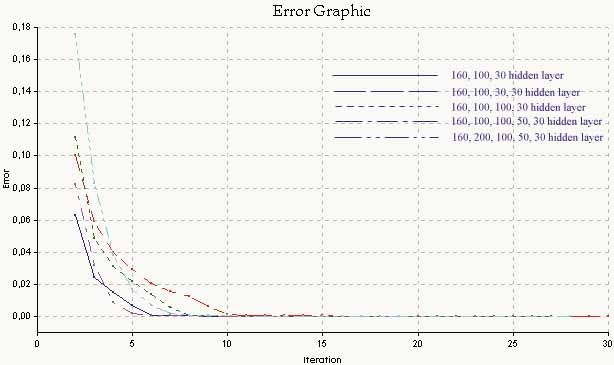 Error Graphic
0,18
0,16
0,14
0,12
0,10
0,08
0,06
0,04
0,02
0,00
Error
160, 100, 30 hidden layer
160, 100, 30, 30 hidden layer
160, 100, 100, 30 hidden layer
160, 100, 100, 50, 30 hidden layer
160, 200, 100, 50, 30 hidden layer
0 5 10 15 20 25 30
Iteration